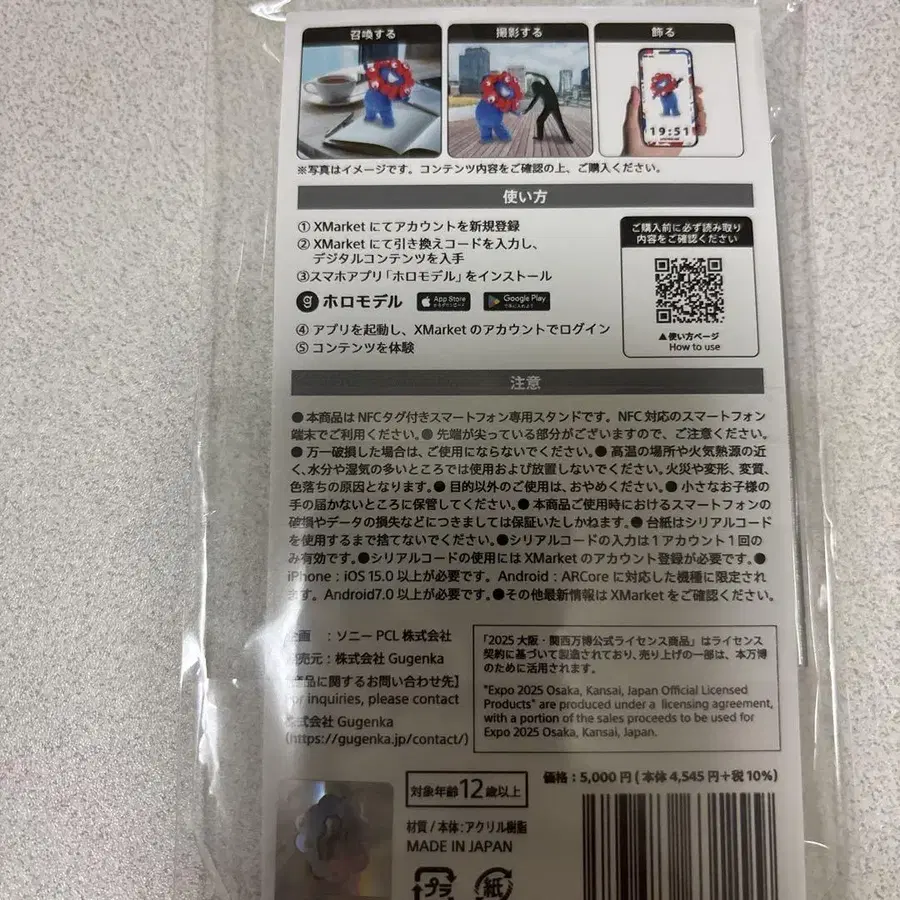 召喚する
撮影する
飾る
19:51
※写真はイメージです。コンテンツ内容をご確認の上、ご購入ください。
使い方
① XMarket にてアカウントを新規登録
② XMarket にて引き換えコードを入力し、
デジタルコンテンツを入手
③スマホアプリ「ホロモデル」をインストール
g ホロモデル
App Store
Google Play
④ アプリを起動し、XMarket のアカウントでログイン
⑤ コンテンツを体験
ご購入前に必ず読み取り
内容をご確認ください
▲使い方ページ
How to use
注意
● 本商品は NFCタグ付きスマートフォン専用スタンドです。NFC 対応のスマートフォン
端末でご利用ください。● 先端が尖っている部分がございますので、ご注意ください。
● 万一破損した場合は、ご使用にならないでください。● 高温の場所や火気熱源の近
く、水分や湿気の多いところでは使用および放置しないでください。火災や変形、変質、
色落ちの原因となります。● 目的以外のご使用は、おやめください。● 小さなお子様の
手の届かないところに保管してください。● 本商品ご使用時におけるスマートフォンの
破損やデータの損失などにつきましては保証いたしかねます。● 台紙はシリアルコード
を使用するまで捨てないでください。●シリアルコードの入力は1アカウント1回の
み有効です。●シリアルコードの使用には XMarket のアカウント登録が必要です。●
iPhone:iOS 15.0 以上が必要です。Android:ARCore に対応した機種に限定され
ます。Android7.0 以上が必要です。●その他最新情報は XMarket をご確認ください。
画 :ソニー PCL 株式会社
売元:株式会社 Gugenka
品に関するお問い合わせ先】
or inquiries, please contact
式会社 Gugenka
(https://gugenka.jp/contact/)
「2025 大阪・関西万博公式ライセンス商品」はライセンス
契約に基づいて製造されており、売り上げの一部は、本万博
のために活用されます。
"Expo 2025 Osaka, Kansai, Japan Official Licensed
Products" are produced under a licensing agreement,
with a portion of the sales proceeds to be used for
Expo 2025 Osaka, Kansai, Japan.
対象年齢12歳以上
価格:5,000 円 ( 本体 4,545 円+税 10%)
材質 / 本体:アクリル樹脂
MADE IN JAPAN
プラ
紙